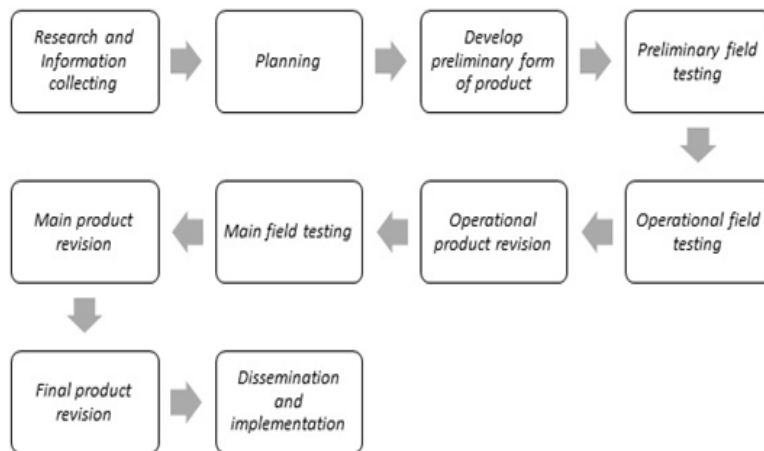 Research and
Information
collecting
Planning
Develop
preliminary form
of product
Preliminary field
testing
Operational field
testing
Operational
product revision
Main field testing
Main product
revision
Final product
revision
Dissemination
and
implementation